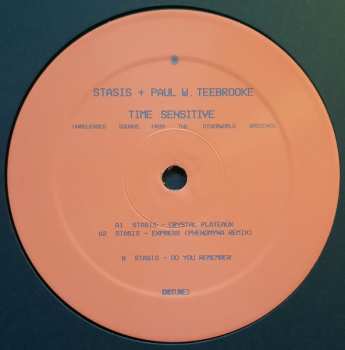 STASIS + PAUL W. TEEBROOKE
TIME SENSITIVE
UNRELEASED SOUNDS FROM THE OTHERWORLD ARCHIVES
A1 STASIS - CRYSTAL PLATEAUX
A2 STASIS - EXPRESS (PHENOMYNA REMIX)
B STASIS - DO YOU REMEMBER